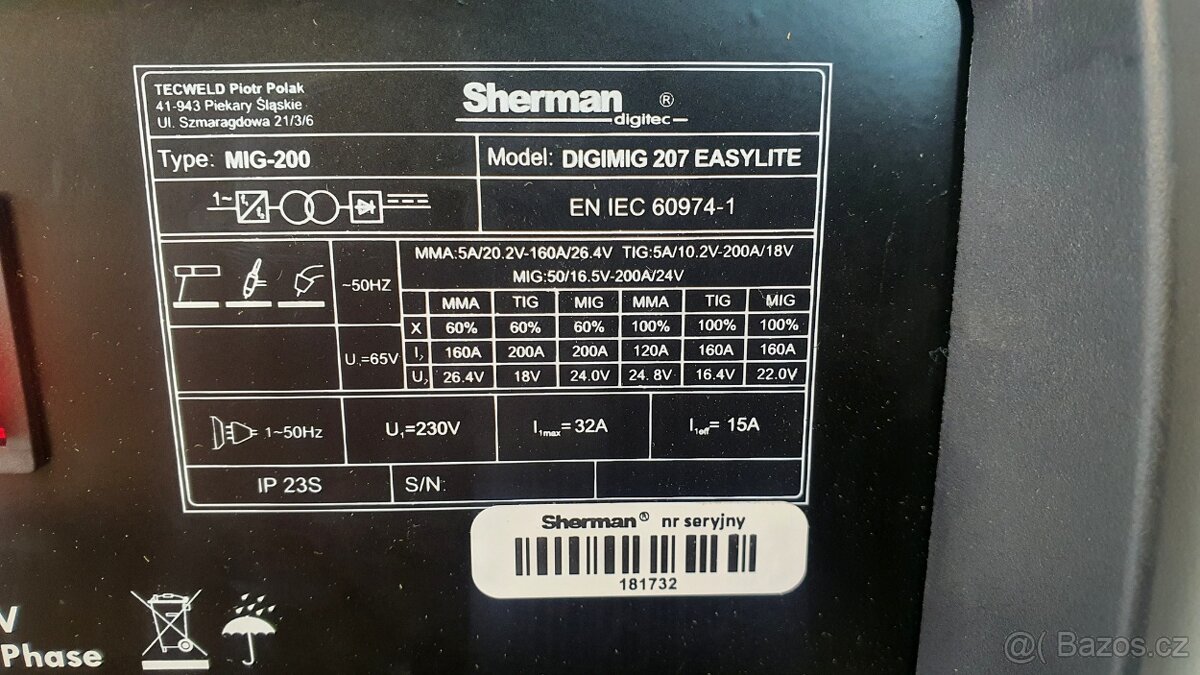 TECWELD Piotr Polak
41-943 Piekary Śląskie
Ul. Szmaragdowa 21/3/6
Sherman ®
digitec
Type: MIG-200
Model: DIGIMIG 207 EASYLITE
1~
EN IEC 60974-1
MMA:5A/20.2V-160A/26.4V TIG:5A/10.2V-200A/18V
MIG:50/16.5V-200A/24V
~50HZ
MMA TIG MIG MMA TIG MIG
X 60% 60% 60% 100% 100% 100%
U₀=65V
I₂ 160A 200A 200A 120A 160A 160A
U₂ 26.4V 18V 24.0V 24.8V 16.4V 22.0V
1~50Hz
U₁=230V
I₁max=32A
I₁eff=15A
IP 23S
S/N:
Sherman® nr seryjny
181732
V
Phase
@( Bazos.cz